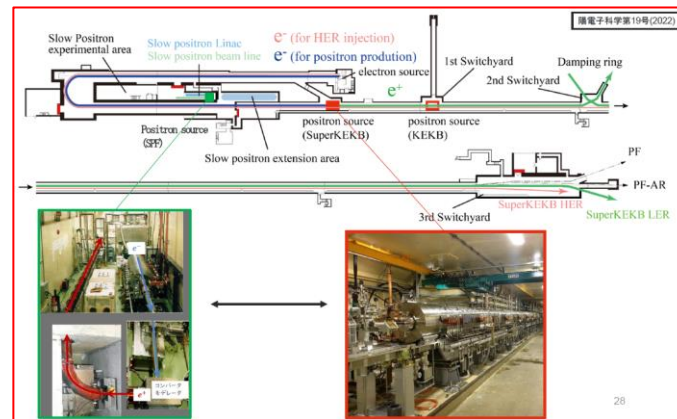 陽電子科学第19号(2022)
Slow Positron
experimental area
Slow positron Linac
Slow positron beam line
e⁻ (for HER injection)
e⁻ (for positron prodution)
electron source
e⁺
1st Switchyard
2nd Switchyard
Damping ring
Positron source
(SPF)
Slow positron extension area
positron source
(SuperKEKB)
positron source
(KEKB)
PF
PF-AR
SuperKEKB HER
SuperKEKB LER
3rd Switchyard
e⁻
e⁺
コンバータ
モデレータ
28